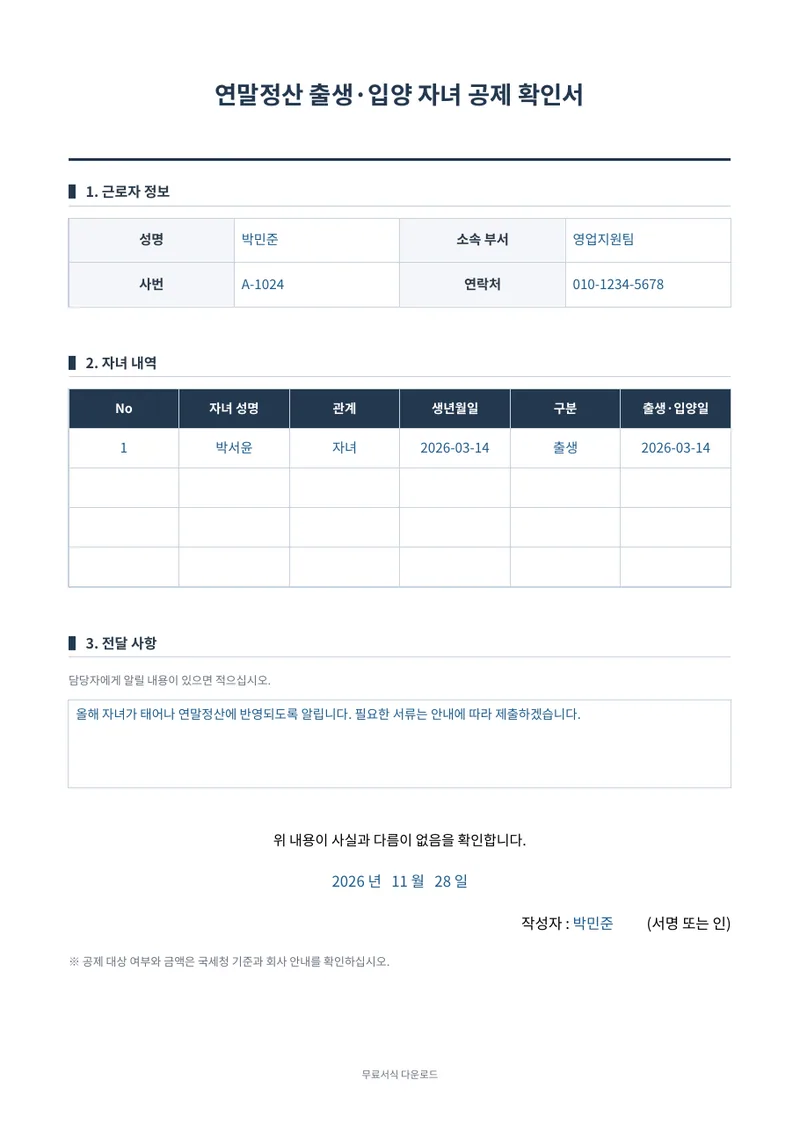 연말정산 출생·입양 자녀 공제 확인서
1. 근로자 정보
성명 박민준 소속 부서 영업지원팀
사번 A-1024 연락처 010-1234-5678
2. 자녀 내역
No 자녀 성명 관계 생년월일 구분 출생·입양일
1 박서윤 자녀 2026-03-14 출생 2026-03-14
3. 전달 사항
담당자에게 알릴 내용이 있으면 적으십시오.
올해 자녀가 태어나 연말정산에 반영되도록 알립니다. 필요한 서류는 안내에 따라 제출하겠습니다.
위 내용이 사실과 다름이 없음을 확인합니다.
2026 년 11 월 28 일
작성자 : 박민준 (서명 또는 인)
※ 공제 대상 여부와 금액은 국세청 기준과 회사 안내를 확인하십시오.
무료서식 다운로드